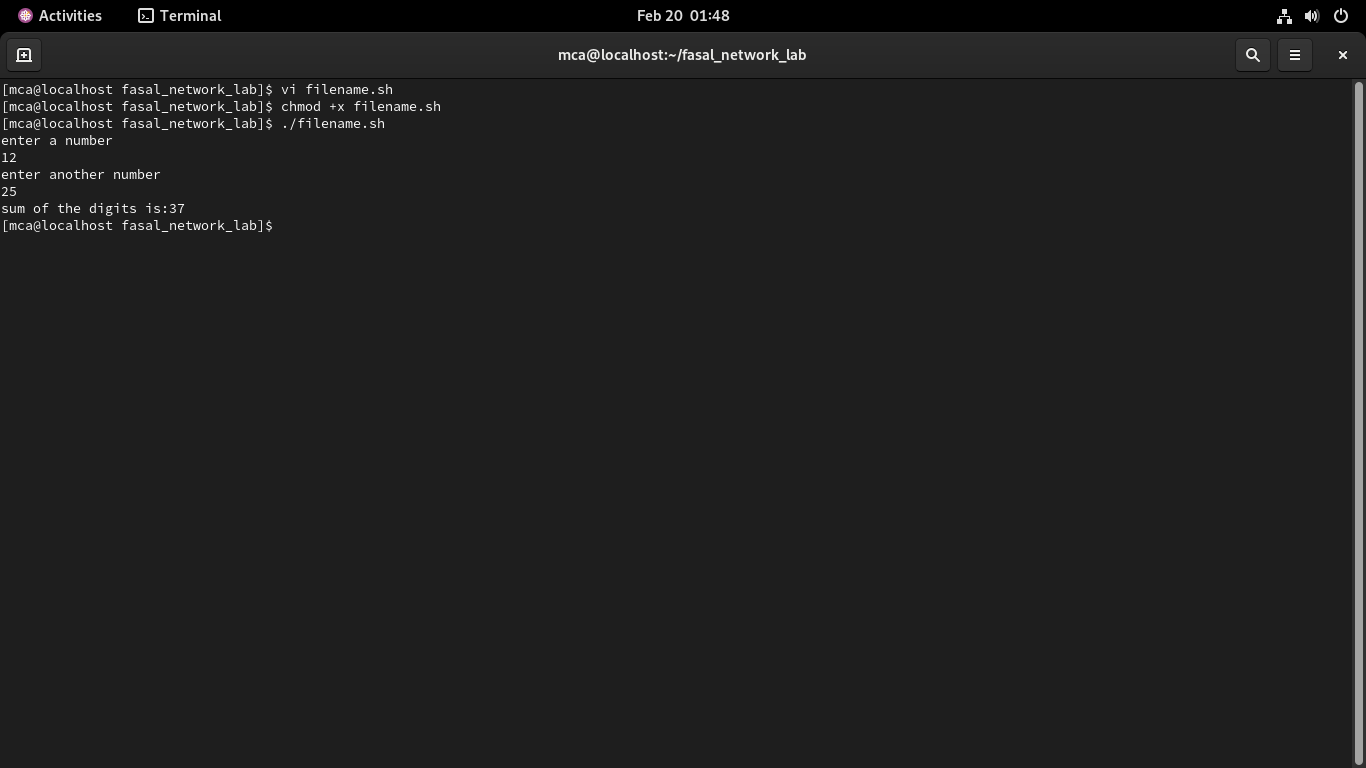 Activities
Terminal
Feb 20 01:48
mca@localhost:~/fasal_network_lab
[mca@localhost fasal_network_lab]$ vi filename.sh
[mca@localhost fasal_network_lab]$ chmod +x filename.sh
[mca@localhost fasal_network_lab]$ ./filename.sh
enter a number
12
enter another number
25
sum of the digits is:37
[mca@localhost fasal_network_lab]$